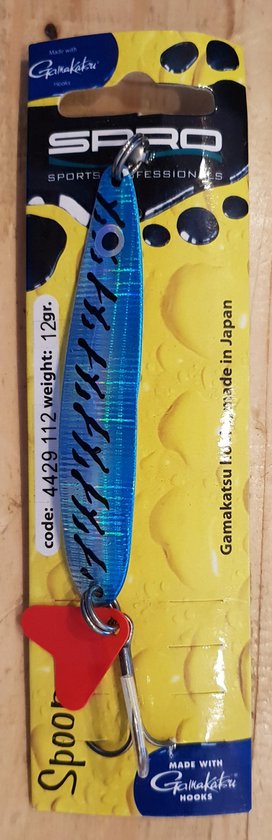 Made with
Gamakatsu
Hooks
SPRO
SPORTS PROFESSIONALS
code: 4429 112 weight: 12gr.
Gamakatsu made in Japan
Spoon
MADE WITH
Gamakatsu
HOOKS